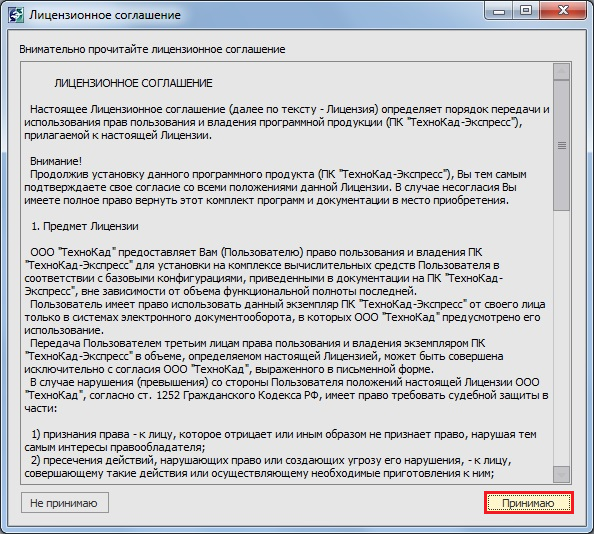 Лицензионное соглашение
Внимательно прочитайте лицензионное соглашение
ЛИЦЕНЗИОННОЕ СОГЛАШЕНИЕ
Настоящее Лицензионное соглашение (далее по тексту - Лицензия) определяет порядок передачи и
использования прав пользования и владения программной продукции (ПК "ТехноКад-Экспресс"),
прилагаемой к настоящей Лицензии.
Внимание!
Продолжив установку данного программного продукта (ПК "ТехноКад-Экспресс"), Вы тем самым
подтверждаете свое согласие со всеми положениями данной Лицензии. В случае несогласия Вы
имеете полное право вернуть этот комплект программ и документации в место приобретения.
1. Предмет Лицензии
ООО "ТехноКад" предоставляет Вам (Пользователю) право пользования и владения ПК
"ТехноКад-Экспресс" для установки на комплексе вычислительных средств Пользователя в
соответствии с базовыми конфигурациями, приведенными в документации на ПК "ТехноКад-
Экспресс", вне зависимости от объема функциональной полноты последней.
Пользователь имеет право использовать данный экземпляр ПК "ТехноКад-Экспресс" от своего лица
только в системах электронного документооборота, в которых ООО "ТехноКад" предусмотрено его
использование.
Передача Пользователем третьим лицам права пользования и владения экземпляром ПК
"ТехноКад-Экспресс" в объеме, определяемом настоящей Лицензией, может быть совершена
исключительно с согласия ООО "ТехноКад", выраженного в письменной форме.
В случае нарушения (превышения) со стороны Пользователя положений настоящей Лицензии ООО
"ТехноКад", согласно ст. 1252 Гражданского Кодекса РФ, имеет право требовать судебной защиты в
части:
1) признания права - к лицу, которое отрицает или иным образом не признает право, нарушая тем
самым интересы правообладателя;
2) пресечения действий, нарушающих право или создающих угрозу его нарушения, - к лицу,
совершающему такие действия или осуществляющему необходимые приготовления к ним;
Не принимаю
Принимаю